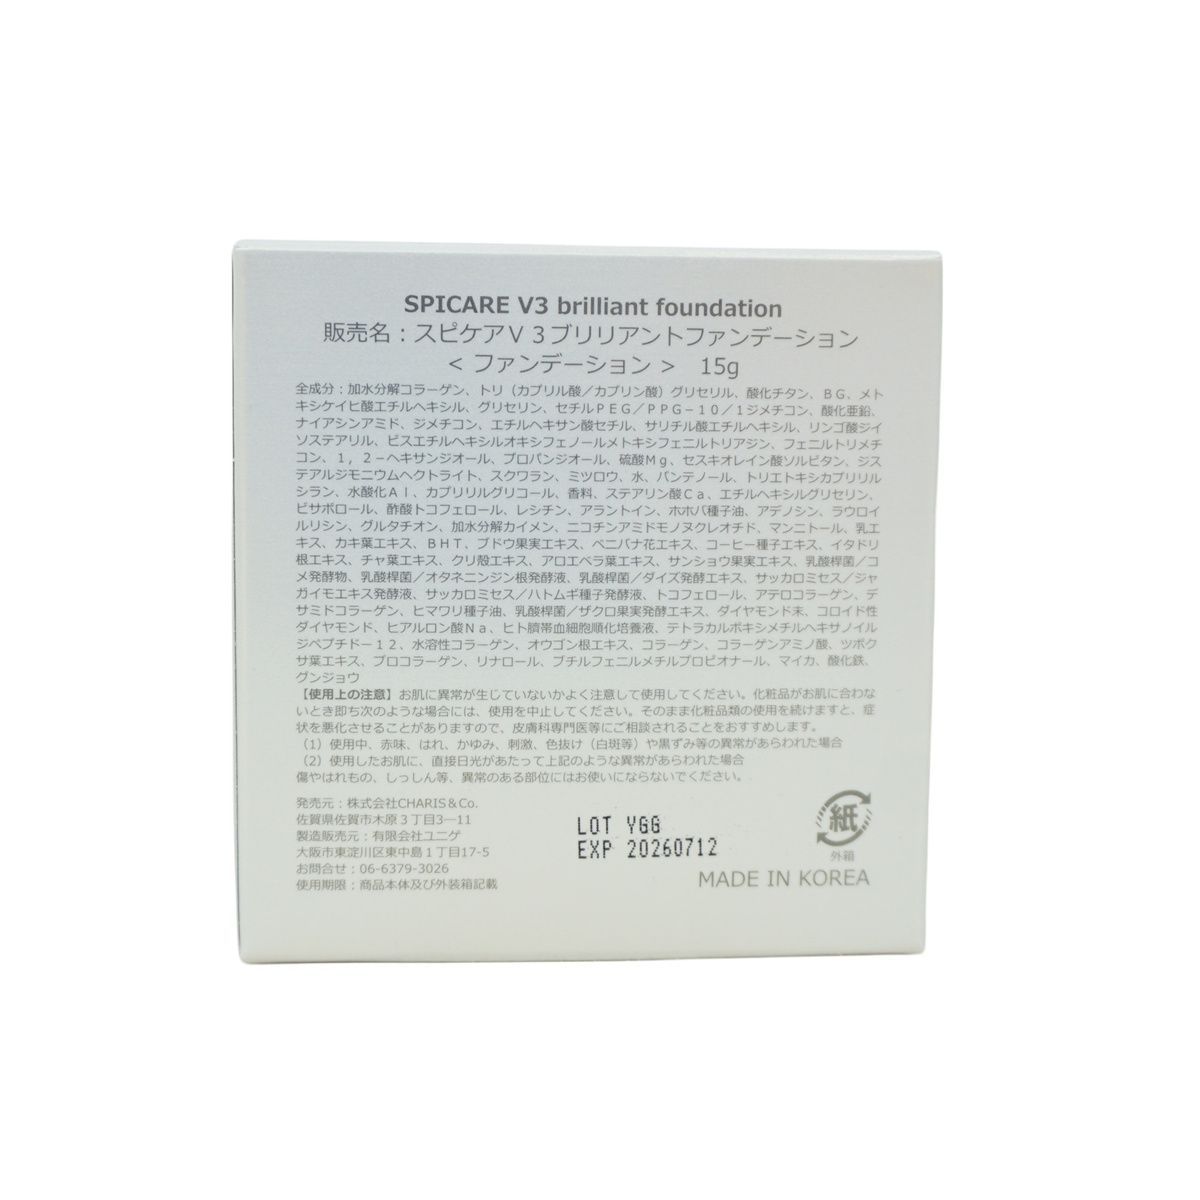 SPICARE V3 brilliant foundation
販売名：スピケアＶ３ブリリアントファンデーション
＜ファンデーション＞　15g
全成分：加水分解コラーゲン、トリ（カプリル酸／カプリン酸）グリセリル、酸化チタン、ＢＧ、メト
キシケイヒ酸エチルヘキシル、グリセリン、セチルＰＥＧ／ＰＰＧ−１０／１ジメチコン、酸化亜鉛、
ナイアシンアミド、ジメチコン、エチルヘキサン酸セチル、サリチル酸エチルヘキシル、リンゴ酸ジイ
ソステアリル、ビスエチルヘキシルオキシフェノールメトキシフェニルトリアジン、フェニルトリメチ
コン、１，２−ヘキサンジオール、プロパンジオール、硫酸Ｍｇ、セスキオレイン酸ソルビタン、ジス
テアルジモニウムヘクトライト、スクワラン、ミツロウ、水、パンテノール、トリエトキシカプリリル
シラン、水酸化Ａｌ、カプリリルグリコール、香料、ステアリン酸Ｃａ、エチルヘキシルグリセリン、
ビサボロール、酢酸トコフェロール、レシチン、アラントイン、ホホバ種子油、アデノシン、ラウロイ
ルリシン、グルタチオン、加水分解カイメン、ニコチンアミドモノヌクレオチド、マンニトール、乳エ
キス、カキ葉エキス、ＢＨＴ、ブドウ果実エキス、ベニバナ花エキス、コーヒー種子エキス、イタドリ
根エキス、チャ葉エキス、クリ殻エキス、アロエベラ葉エキス、サンショウ果実エキス、乳酸桿菌／コ
メ発酵物、乳酸桿菌／オタネニンジン根発酵液、乳酸桿菌／ダイズ発酵エキス、サッカロミセス／ジャ
ガイモエキス発酵液、サッカロミセス／ハトムギ種子発酵液、トコフェロール、アテロコラーゲン、デ
サミドコラーゲン、ヒマワリ種子油、乳酸桿菌／ザクロ果実発酵エキス、ダイヤモンド末、コロイド性
ダイヤモンド、ヒアルロン酸Ｎａ、ヒト臍帯血細胞順化培養液、テトラカルボキシメチルヘキサノイル
ジペプチド−１２、水溶性コラーゲン、オウゴン根エキス、コラーゲン、コラーゲンアミノ酸、ツボク
サ葉エキス、プロコラーゲン、リナロール、ブチルフェニルメチルプロピオナール、マイカ、酸化鉄、
グンジョウ
【使用上の注意】お肌に異常が生じていないかよく注意して使用してください。化粧品がお肌に合わな
いとき即ち次のような場合には、使用を中止してください。そのまま化粧品類の使用を続けますと、症
状を悪化させることがありますので、皮膚科専門医等にご相談されることをおすすめします。
（1）使用中、赤味、はれ、かゆみ、刺激、色抜け（白斑等）や黒ずみ等の異常があらわれた場合
（2）使用したお肌に、直接日光があたって上記のような異常があらわれた場合
傷やはれもの、しっしん等、異常のある部位にはお使いにならないでください。
発売元：株式会社CHARIS＆Co.
佐賀県佐賀市木原３丁目3―11
製造販売元：有限会社ユニゲ
大阪市東淀川区東中島１丁目17-5
お問合せ：06-6379-3026
使用期限：商品本体及び外装箱記載
LOT YGG
EXP 20260712
紙
外箱
MADE IN KOREA